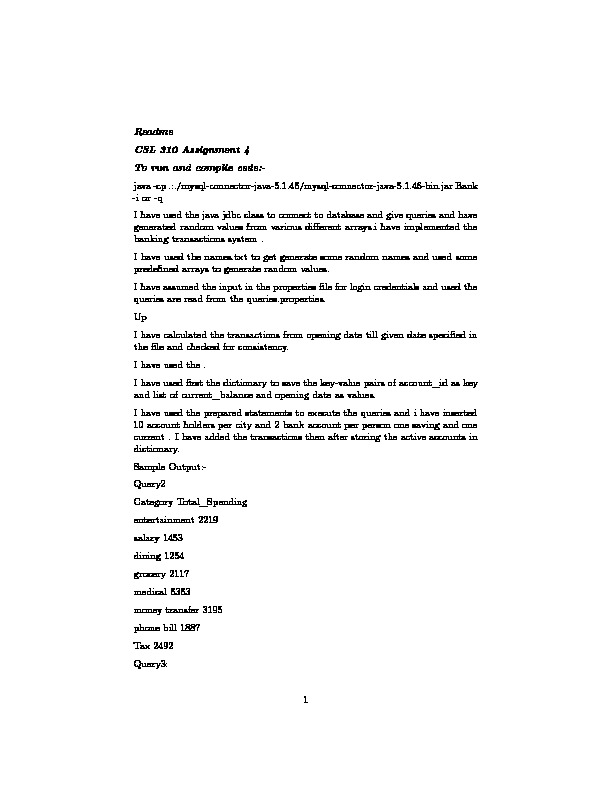 Readme
CSL 310 Assignment 4
To run and compile code:-
java -cp .:./mysql-connector-java-5.1.46/mysql-connector-java-5.1.46-bin.jar Bank
-i or -q
I have used the java jdbc class to connect to database and give queries and have
generated random values from various different arrays.i have implemented the
banking transactions system .
I have used the names.txt to get generate some random names and used some
predefined arrays to generate random values.
I have assumed the input in the properties file for login credentials and used the
queries are read from the queries.properties.
Up
I have calculated the transactions from opening date till given date specified in
the file and checked for consistency.
I have used the .
I have used first the dictionary to save the key-value pairs of account_id as key
and list of current_balance and opening date as values.
I have used the prepared statements to execute the queries and i have inserted
10 account holders per city and 2 bank account per person one saving and one
current . I have added the transactions then after storing the active accounts in
dictionary.
Sample Output:-
Query2
Category Total_Spending
entertainment 2219
salary 1453
dining 1254
grocery 2117
medical 5353
money transfer 3195
phone bill 1887
Tax 2492
Query3:
1